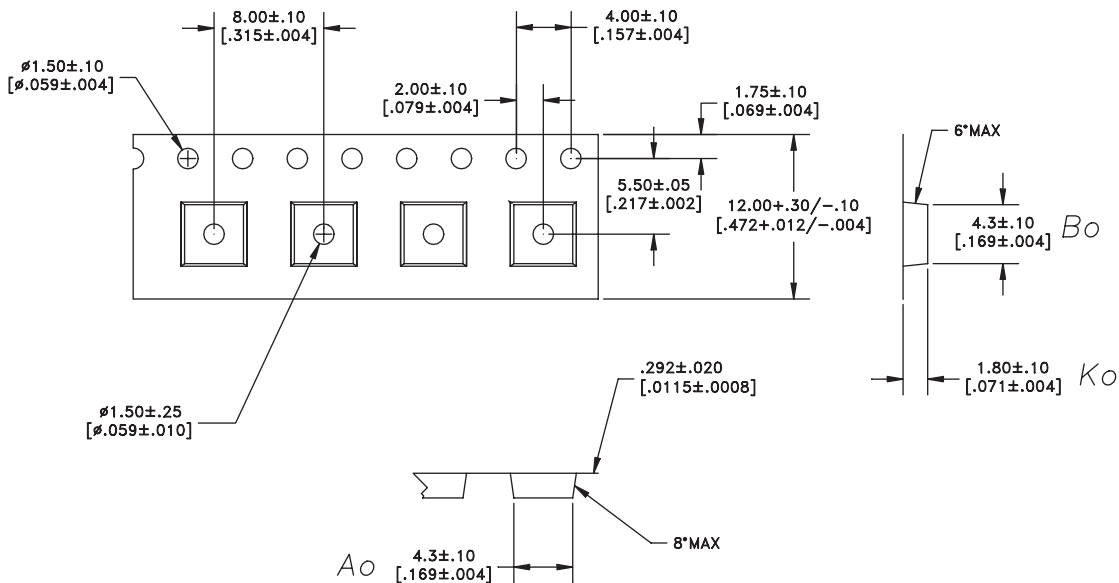 8.00±.10
[.315±.004]
4.00±.10
[.157±.004]
ø1.50±.10
[ø.059±.004]
2.00±.10
[.079±.004]
1.75±.10
[.069±.004]
6°MAX
5.50±.05
[.217±.002]
12.00+.30/-.10
[.472+.012/-.004]
4.3±.10
[.169±.004]
Bo
ø1.50±.25
[ø.059±.010]
.292±.020
[.0115±.0008]
1.80±.10
[.071±.004]
Ko
8°MAX
Ao
4.3±.10
[.169±.004]